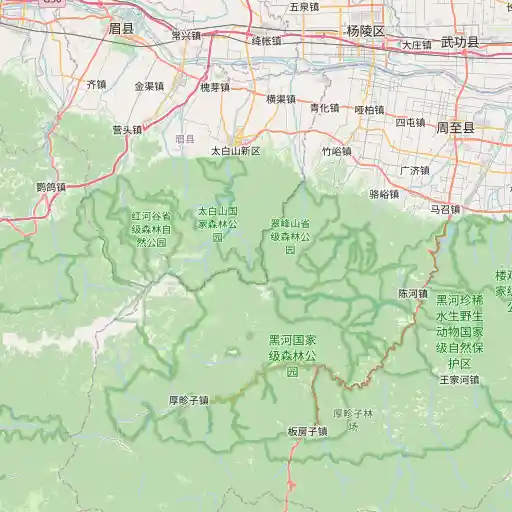 G30
五泉镇
眉县
常兴镇
绛帐镇
杨陵区
大庄镇
武功县
齐镇
金渠镇
槐芽镇
横渠镇
青化镇
哑柏镇
营头镇
四屯镇
周至县
眉县
太白山新区
竹峪镇
广济镇
鹦鸽镇
骆峪镇
马召镇
红河谷省
级森林自
然公园
太白山国
家森林公
园
翠峰山省
级森林公
园
陈河镇
黑河珍稀
水生野生
动物国家
级自然保
护区
黑河国家
级森林公
园
王家河镇
厚畛子镇
厚畛子林
场
板房子镇